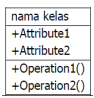 nama kelas
+Attribute1
+Attribute2
+Operation1()
+Operation2()